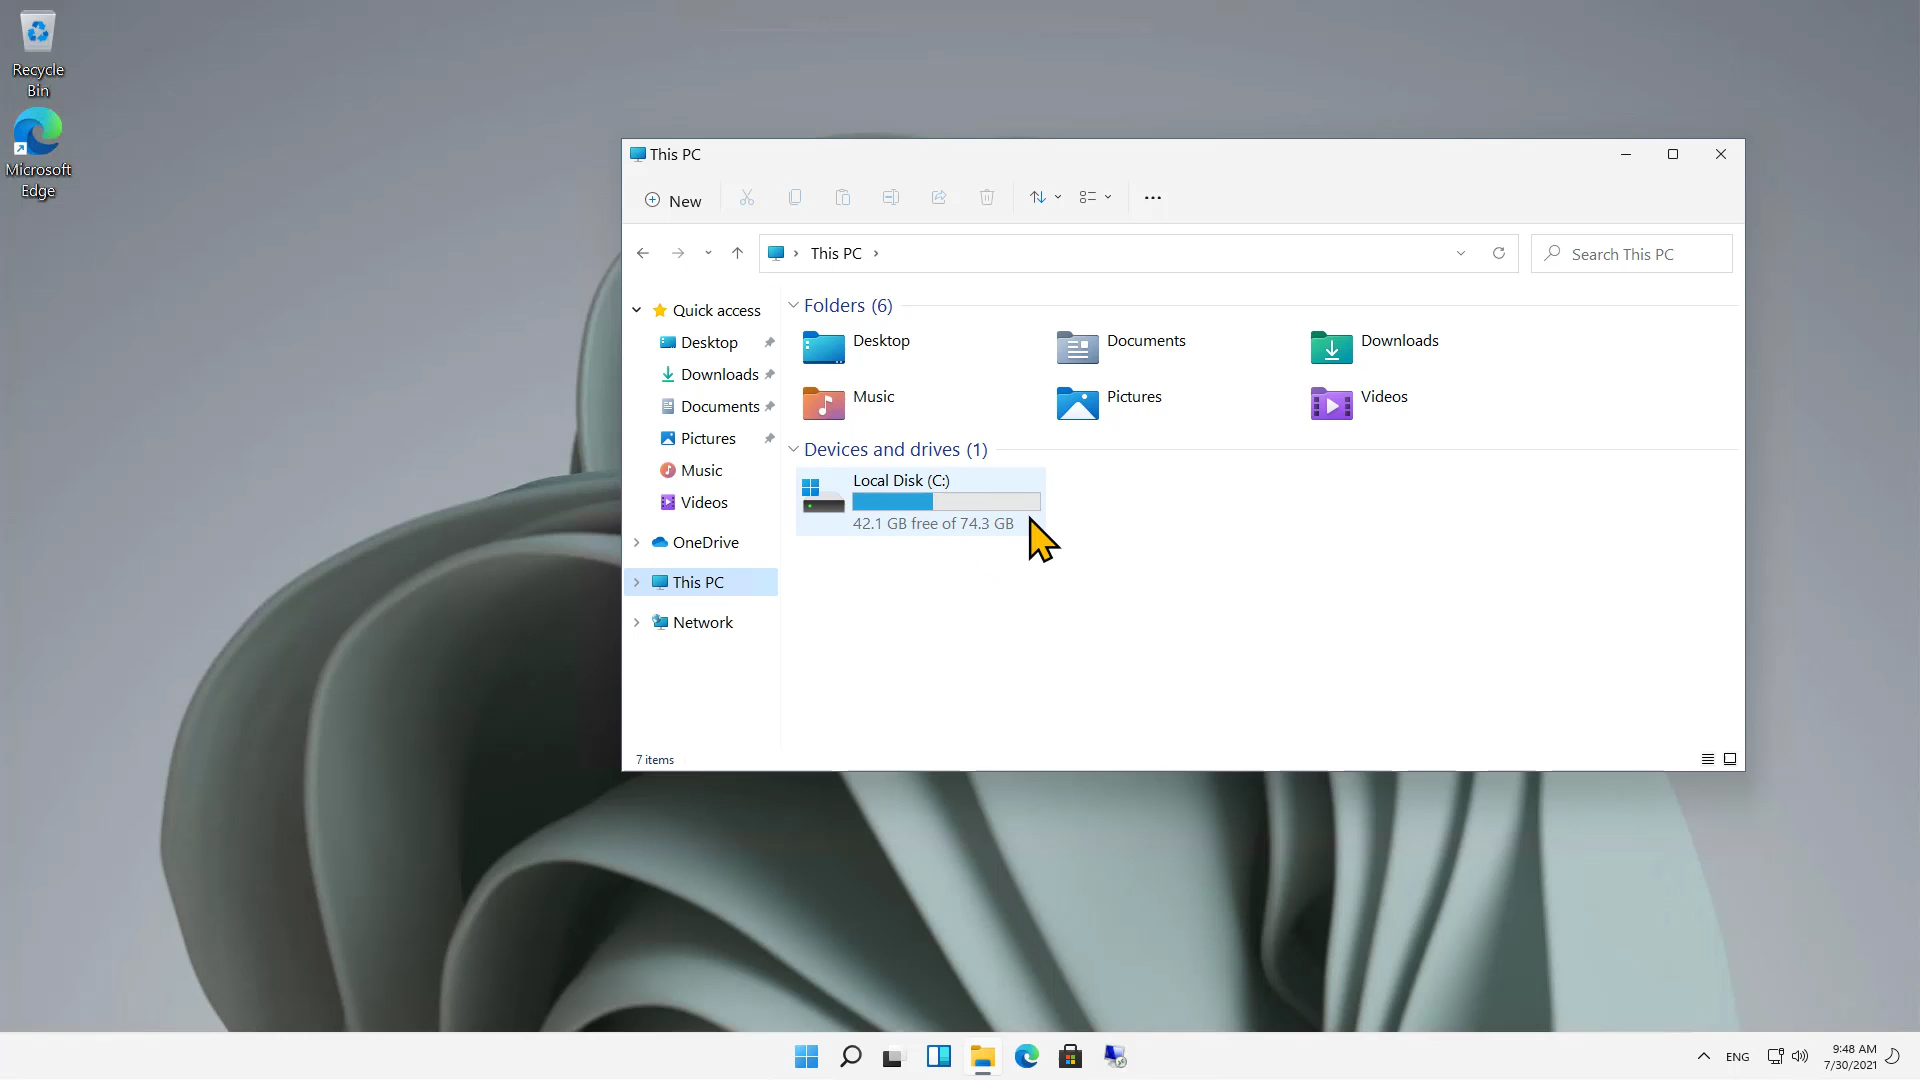 Recycle
Bin
Microsoft
Edge
This PC
New
This PC
Search This PC
Quick access
Desktop
Downloads
Documents
Pictures
Music
Videos
OneDrive
This PC
Network
Folders (6)
Desktop
Documents
Downloads
Music
Pictures
Videos
Devices and drives (1)
Local Disk (C:)
42.1 GB free of 74.3 GB
7 items
ENG
9:48 AM
7/30/2021